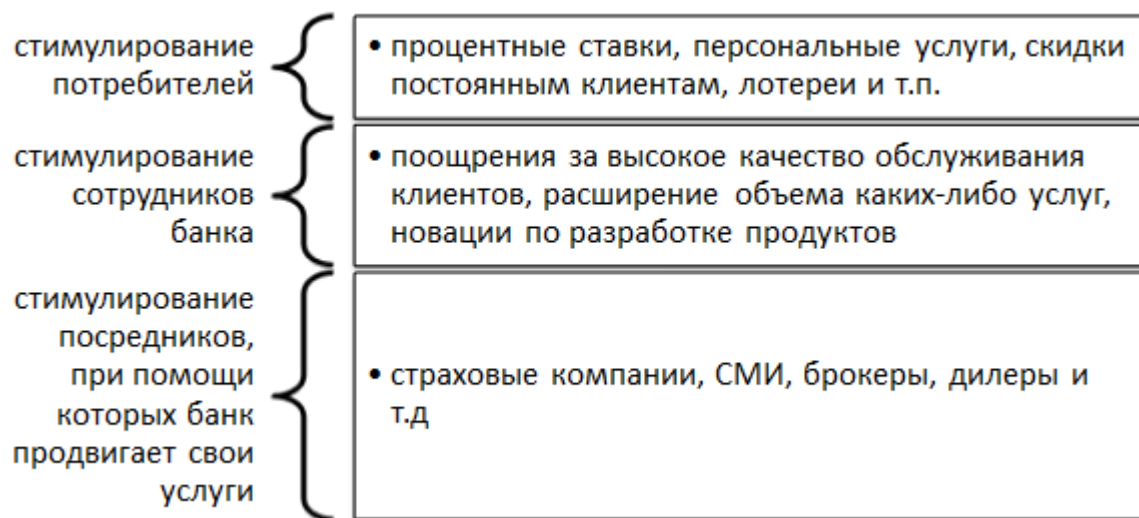 стимулирование
потребителей
• процентные ставки, персональные услуги, скидки
постоянным клиентам, лотереи и т.п.
стимулирование
сотрудников
банка
• поощрения за высокое качество обслуживания
клиентов, расширение объема каких-либо услуг,
новации по разработке продуктов
стимулирование
посредников,
при помощи
которых банк
продвигает свои
услуги
• страховые компании, СМИ, брокеры, дилеры и
т.д